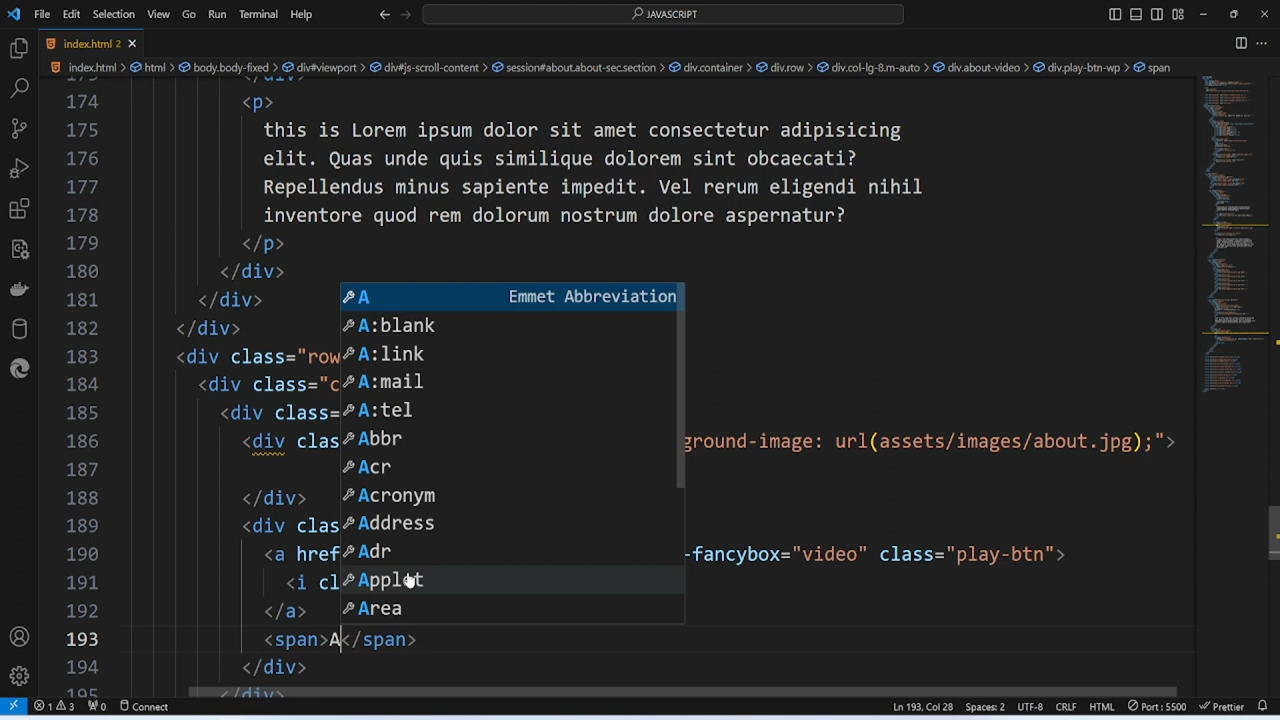 File Edit Selection View Go Run Terminal Help JAVASCRIPT
index.html 2
index.html > html > body.body-fixed > div#viewport > div#js-scroll-content > session#about.about-sec.section > div.container > div.row > div.col-lg-8.m-auto > div.about-video > div.play-btn-wp > span
174 <p>
175 this is Lorem ipsum dolor sit amet consectetur adipisicing
176 elit. Quas unde quis similique dolorem sint obcaecati?
177 Repellendus minus sapiente impedit. Vel rerum eligendi nihil
178 inventore quod rem dolorum nostrum dolore aspernatur?
179 </p>
180 </div>
181 </div>
182 </div>
183 <div class="row
184 <div class="c
185 <div class=
186 <div clas ground-image: url(assets/images/about.jpg);">
187
188 </div>
189 <div clas
190 <a href -fancybox="video" class="play-btn">
191 <i cl
192 </a>
193 <span>A</span>
194 </div>
195 </div>
A Emmet Abbreviation
A:blank
A:link
A:mail
A:tel
Abbr
Acr
Acronym
Address
Adr
Applet
Area
1 3 0 Connect Ln 193, Col 28 Spaces: 2 UTF-8 CRLF HTML Port : 5500 Prettier